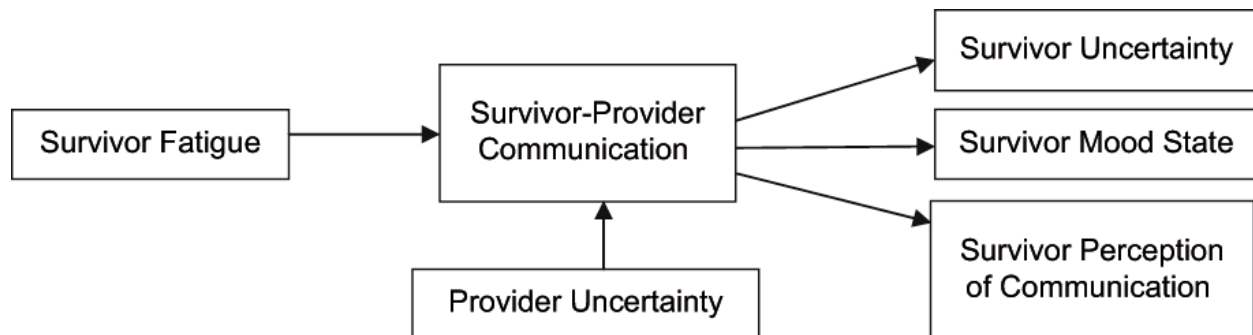 Survivor Fatigue
Survivor-Provider
Communication
Provider Uncertainty
Survivor Uncertainty
Survivor Mood State
Survivor Perception
of Communication